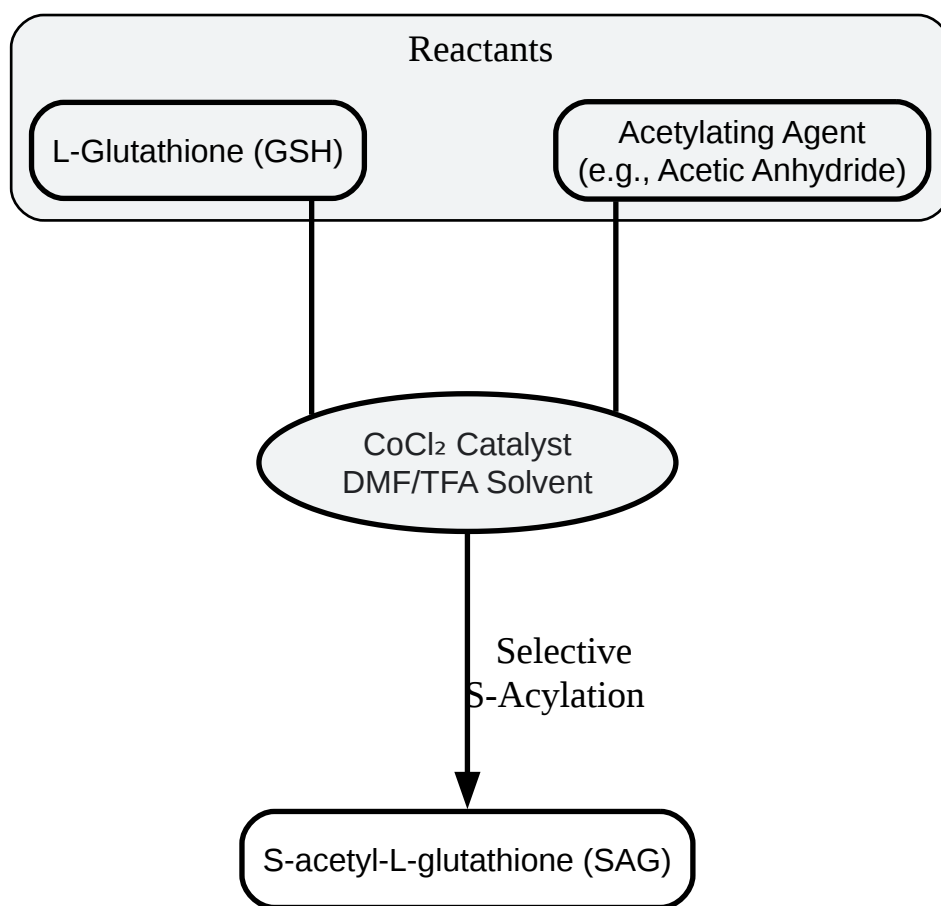 Reactants
L-Glutathione (GSH)
Acetylating Agent
(e.g., Acetic Anhydride)
CoCl₂ Catalyst
DMF/TFA Solvent
Selective
S-Acylation
S-acetyl-L-glutathione (SAG)